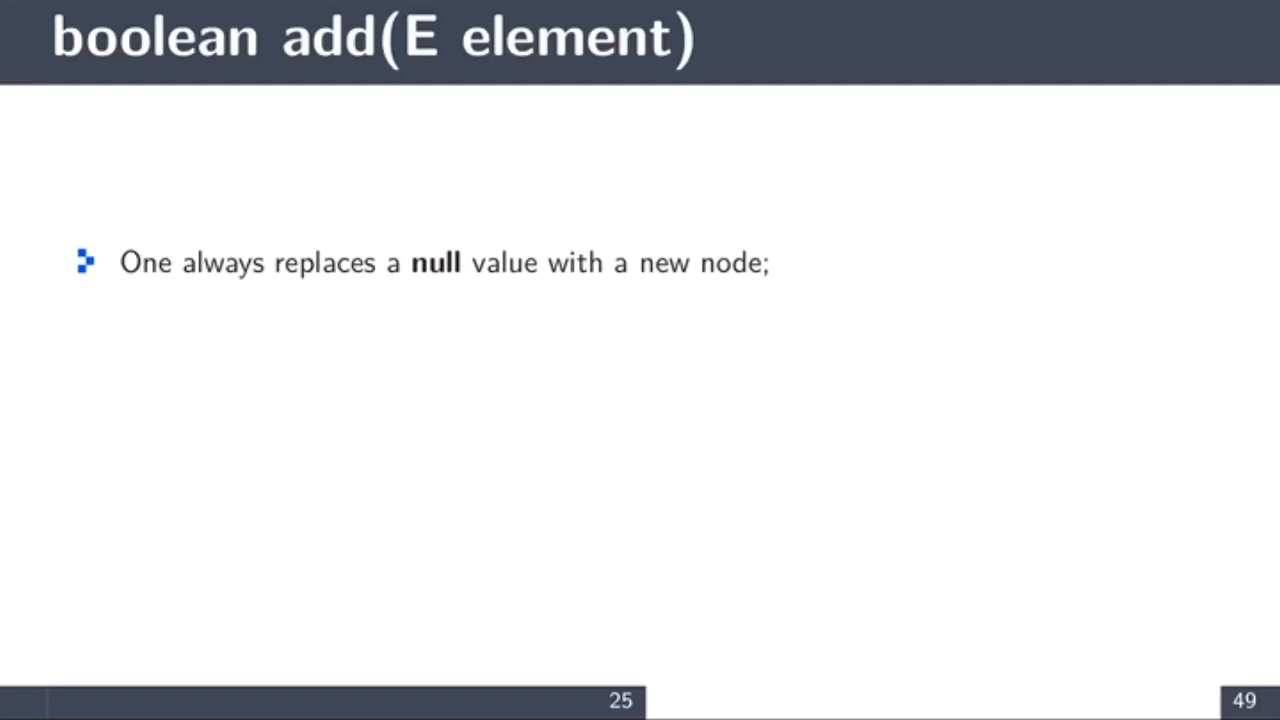 boolean add(E element)
One always replaces a null value with a new node;
25
49